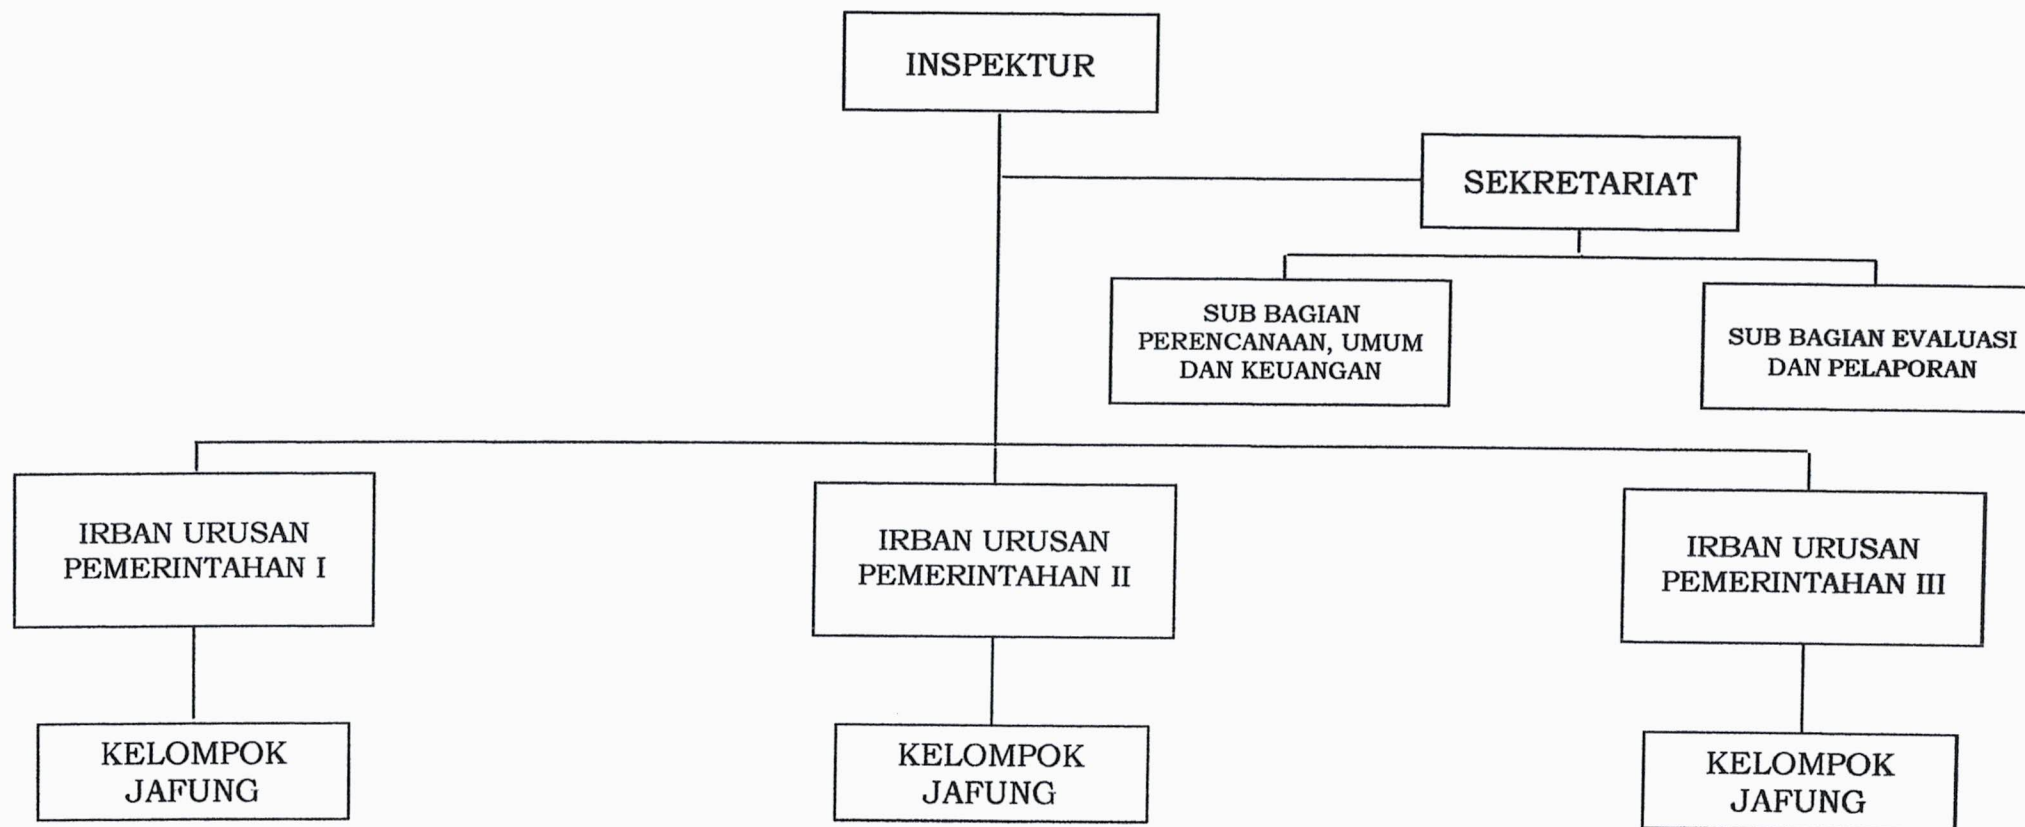 INSPEKTUR
SEKRETARIAT
SUB BAGIAN
PERENCANAAN, UMUM
DAN KEUANGAN
SUB BAGIAN EVALUASI
DAN PELAPORAN
IRBAN URUSAN
PEMERINTAHAN I
IRBAN URUSAN
PEMERINTAHAN II
IRBAN URUSAN
PEMERINTAHAN III
KELOMPOK
JAFUNG
KELOMPOK
JAFUNG
KELOMPOK
JAFUNG